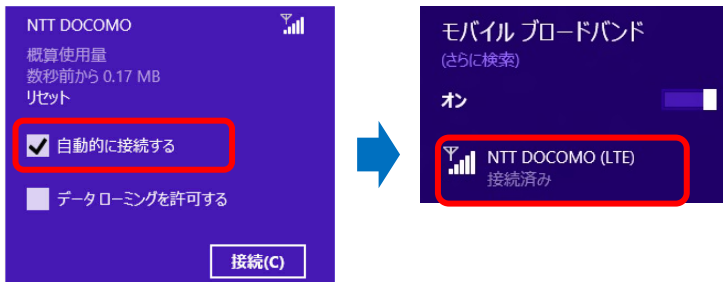 NTT DOCOMO
概算使用量
数秒前から 0.17 MB
リセット
自動的に接続する
データ ローミングを許可する
接続(C)
モバイル ブロードバンド
(さらに検索)
オン
NTT DOCOMO (LTE)
接続済み